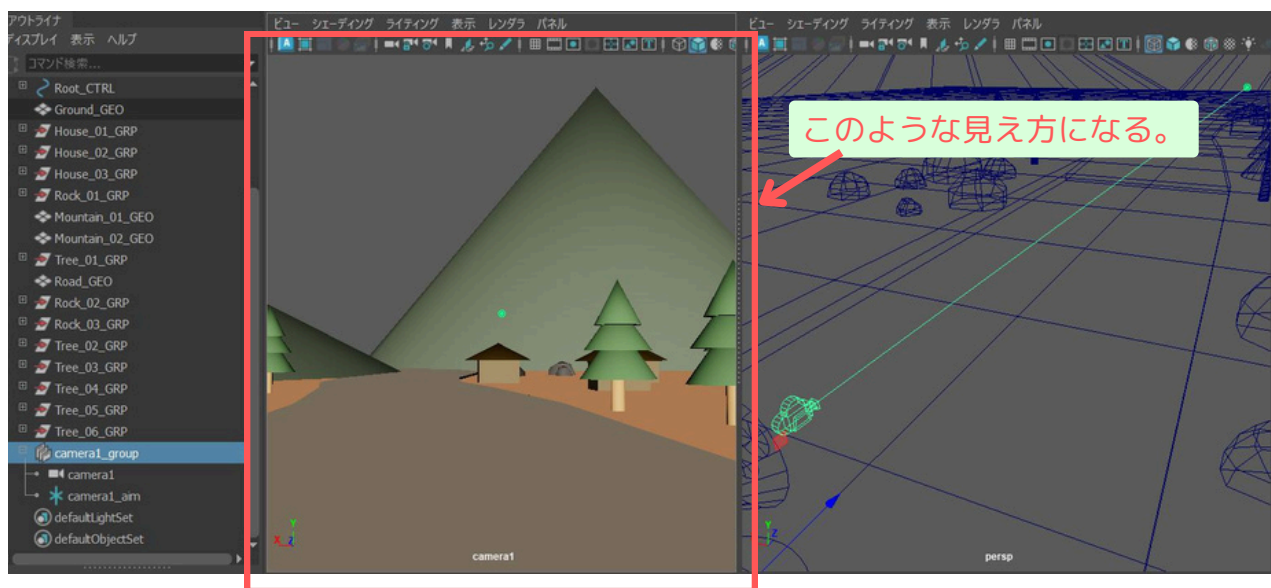 アウトライナ
ディスプレイ 表示 ヘルプ
コマンド検索...
Root_CTRL
Ground_GEO
House_01_GRP
House_02_GRP
House_03_GRP
Rock_01_GRP
Mountain_01_GEO
Mountain_02_GEO
Tree_01_GRP
Road_GEO
Rock_02_GRP
Rock_03_GRP
Tree_02_GRP
Tree_03_GRP
Tree_04_GRP
Tree_05_GRP
Tree_06_GRP
camera1_group
camera1
camera1_aim
defaultLightSet
defaultObjectSet
ビュー シェーディング ライティング 表示 レンダラ パネル
Y
X Z
camera1
ビュー シェーディング ライティング 表示 レンダラ パネル
このような見え方になる。
Y
Z
persp